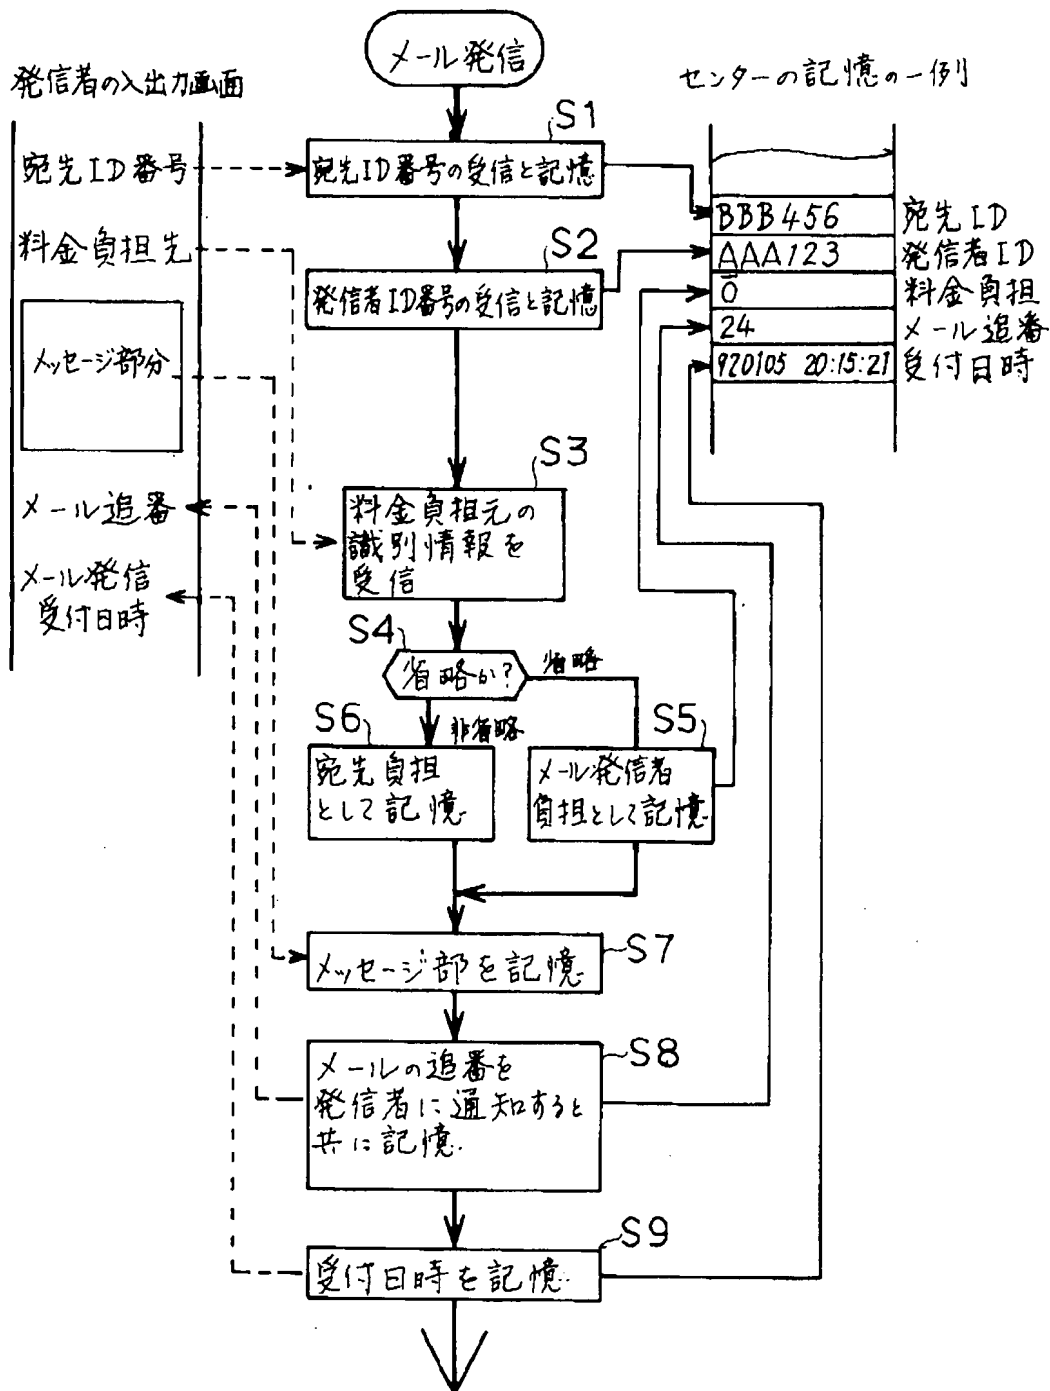 メール発信
発信者の入出力画面
センターの記憶の一例
S1
宛先ID番号
宛先ID番号の受信と記憶
BBB456 宛先ID
料金負担先
S2
AAA123 発信者ID
発信者ID番号の受信と記憶
0 料金負担
24 メール追番
メッセージ部分
920105 20:15:21 受付日時
S3
メール追番
料金負担元の
識別情報を
受信
メール発信
受付日時
S4
省略か?
省略
非省略
S6
宛先負担
として記憶
S5
メール発信者
負担として記憶
S7
メッセージ部を記憶
S8
メールの追番を
発信者に通知すると
共に記憶.
S9
受付日時を記憶.